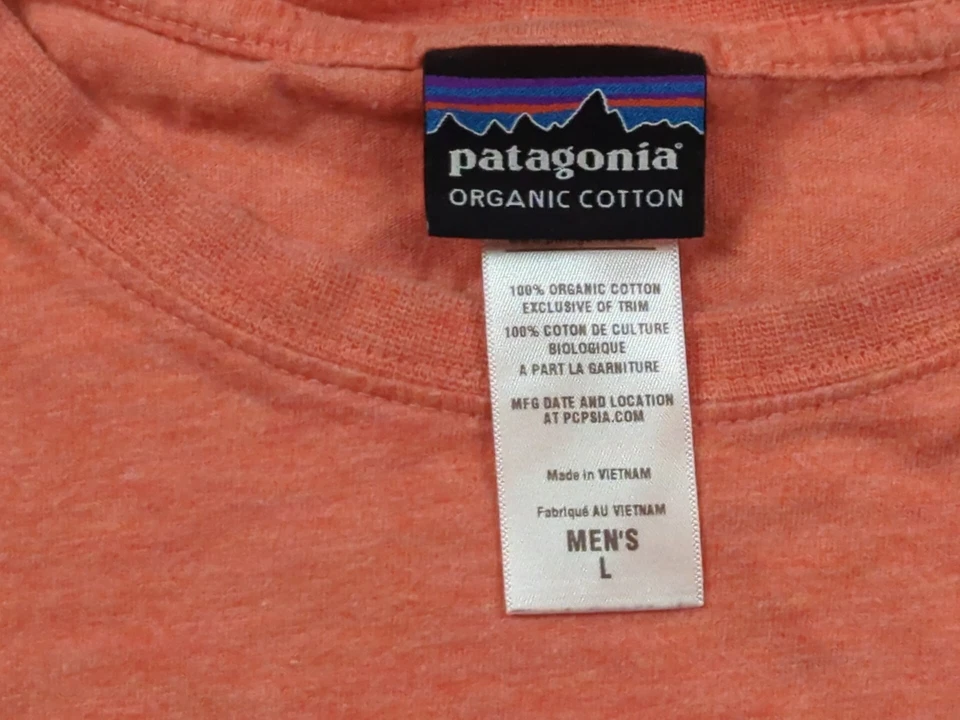 patagonia®
ORGANIC COTTON
100% ORGANIC COTTON
EXCLUSIVE OF TRIM
100% COTON DE CULTURE
BIOLOGIQUE
A PART LA GARNITURE
MFG DATE AND LOCATION
AT PCPSIA.COM
Made in VIETNAM
Fabriqué AU VIETNAM
MEN'S
L